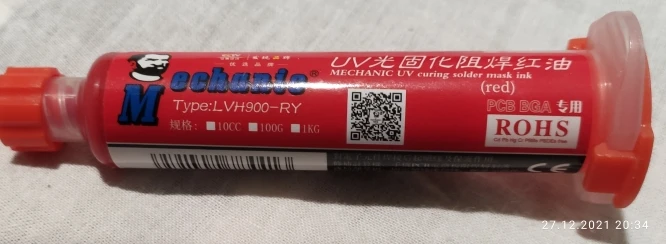 Mechanic®
Type:LVH900-RY
规格: 10CC 100G 1KG
UV光固化阻焊红油
MECHANIC UV curing solder mask ink
(red)
PCB BGA 专用
ROHS
CE
27.12.2021 20:34